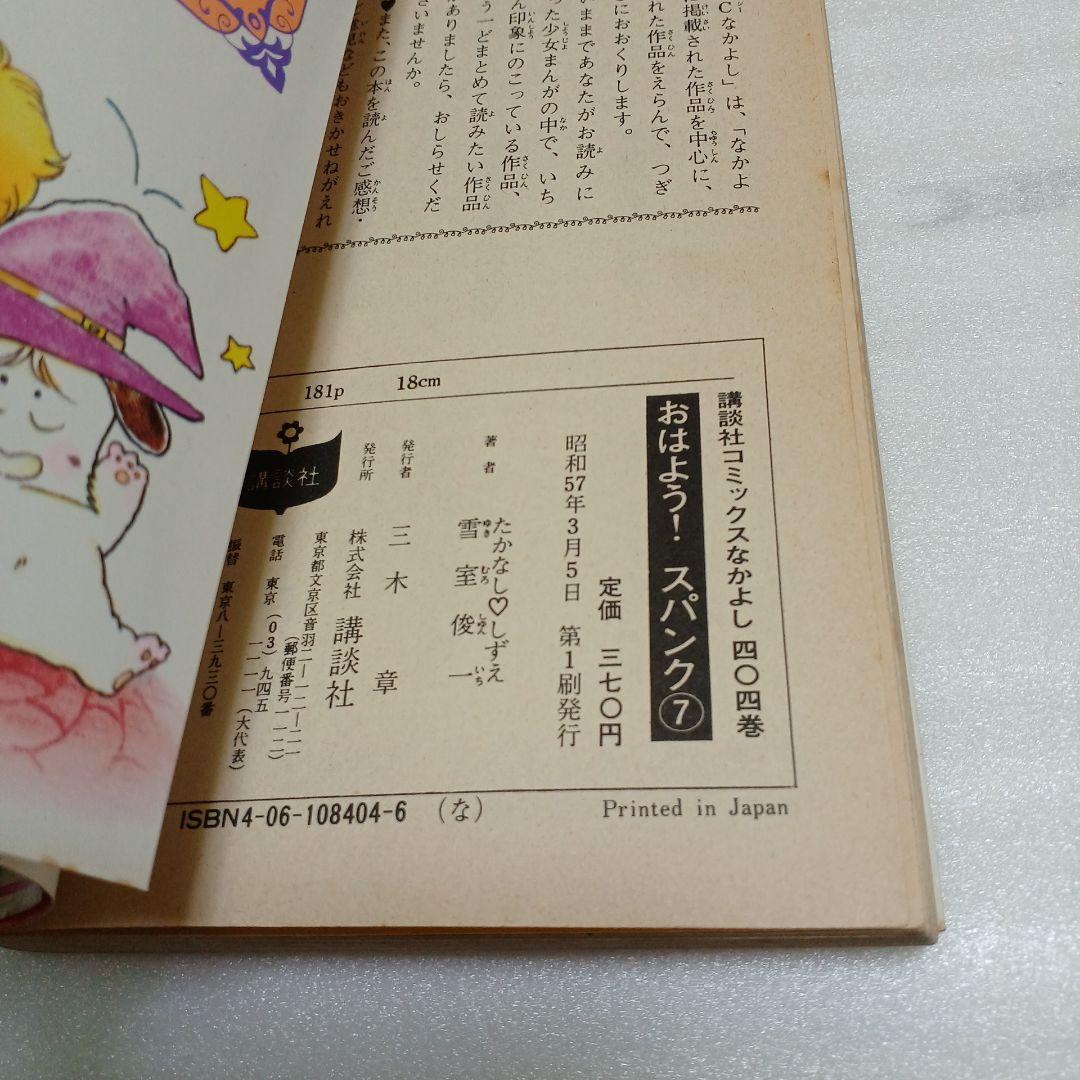 Cなかよし」は、「なかよ
掲載された作品を中心に、
れた作品をえらんで、つぎ
におおくりします。
いままであなたがお読みに
った少女まんがの中で、いち
ん印象にのこっている作品、
う一どまとめて読みたい作品
ありましたら、おしらせくだ
さいませんか。
♥また、この本を読んだご感想・
などもおきかせねがえれ
181p 18cm
講談社コミックスなかよし 四〇四巻
おはよう！ スパンク⑦
定価 三七〇円
昭和57年3月5日 第1刷発行
著者 たかなし♡しずえ
雪室俊一
発行者 三木 章
発行所 株式会社 講談社
東京都文京区音羽二―一二―二一
(郵便番号一一二)
電話 東京(03)九四五
一一一一(大代表)
振替 東京八―三九三〇番
講談社
ISBN4-06-108404-6 (な)
Printed in Japan